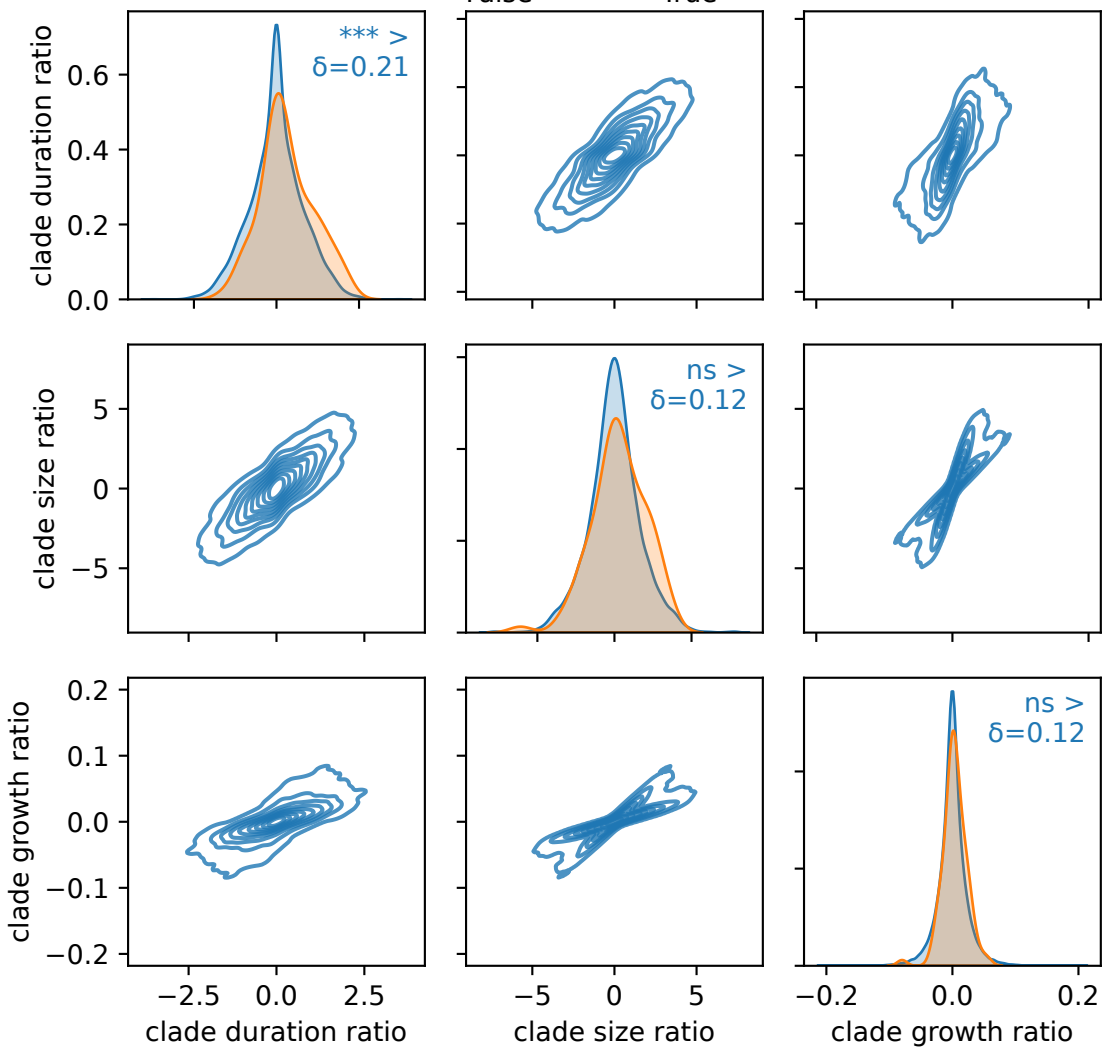 True
clade duration ratio
0.6
0.4
0.2
0.0
*** >
δ=0.21
clade size ratio
5
0
−5
ns >
δ=0.12
clade growth ratio
0.2
0.1
0.0
−0.1
−0.2
ns >
δ=0.12
−2.5 0.0 2.5
−5 0 5
−0.2 0.0 0.2
clade duration ratio
clade size ratio
clade growth ratio